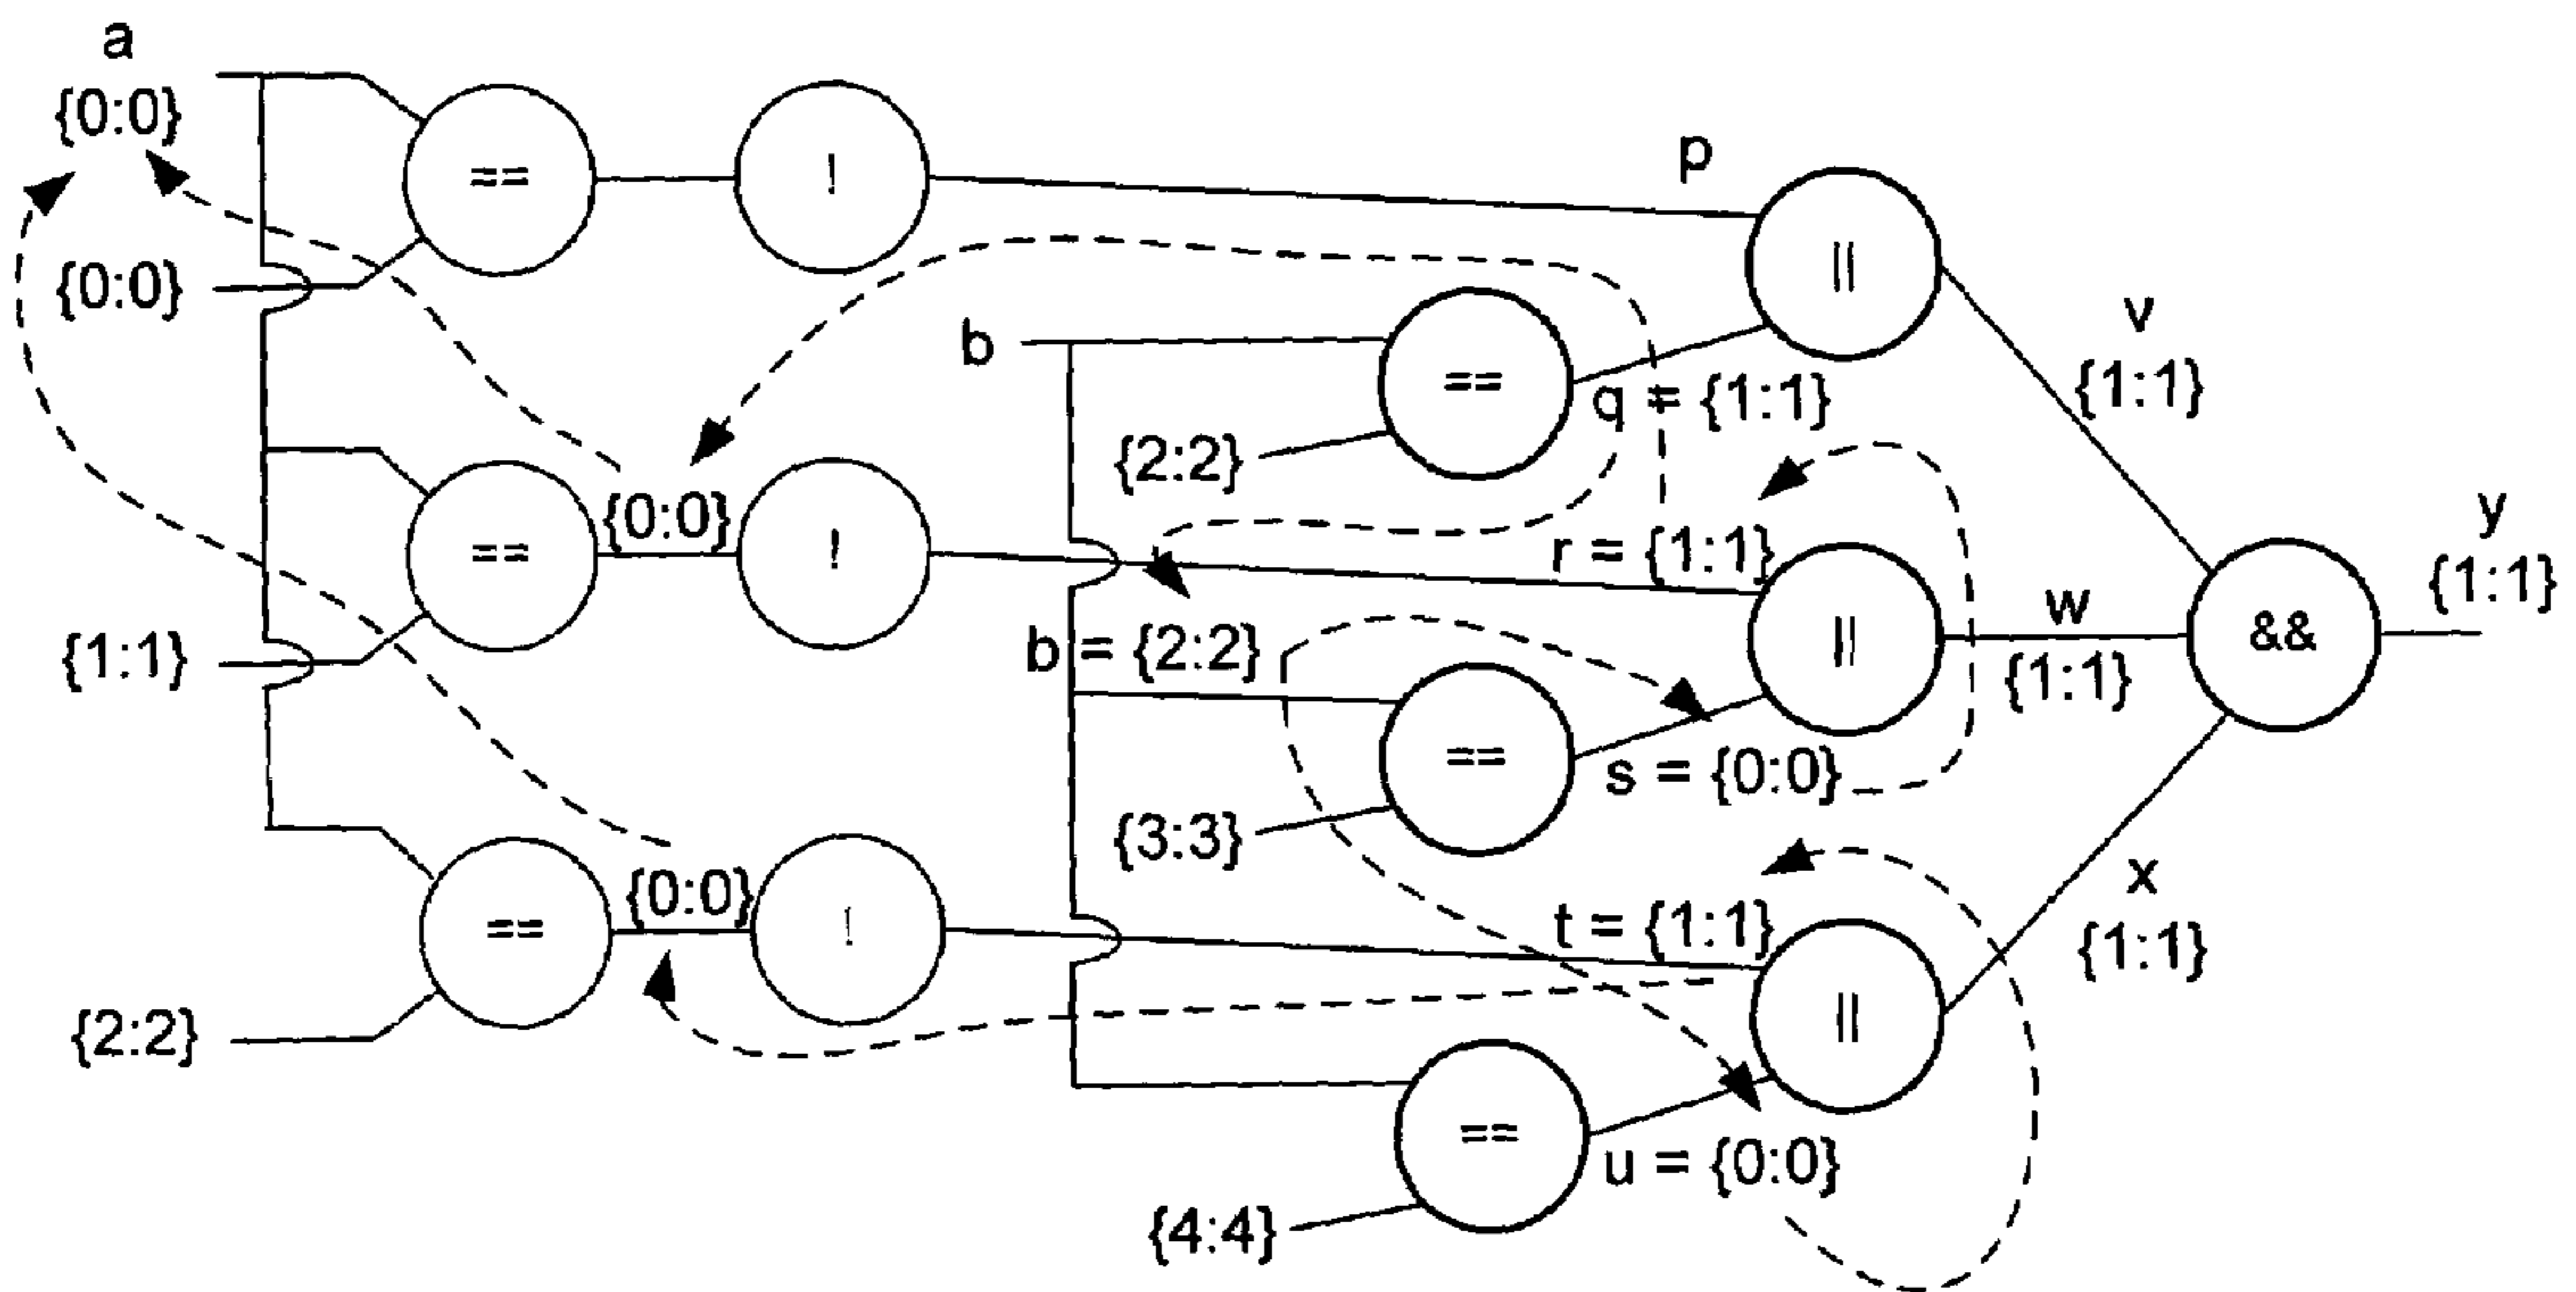 a
{0:0}
{0:0}
==
!
p
||
b
{2:2}
==
q = {1:1}
v
{1:1}
{1:1}
==
{0:0}
!
r = {1:1}
||
w
{1:1}
&&
y
{1:1}
b = {2:2}
{3:3}
==
s = {0:0}
{2:2}
==
{0:0}
!
t = {1:1}
||
x
{1:1}
{4:4}
==
u = {0:0}